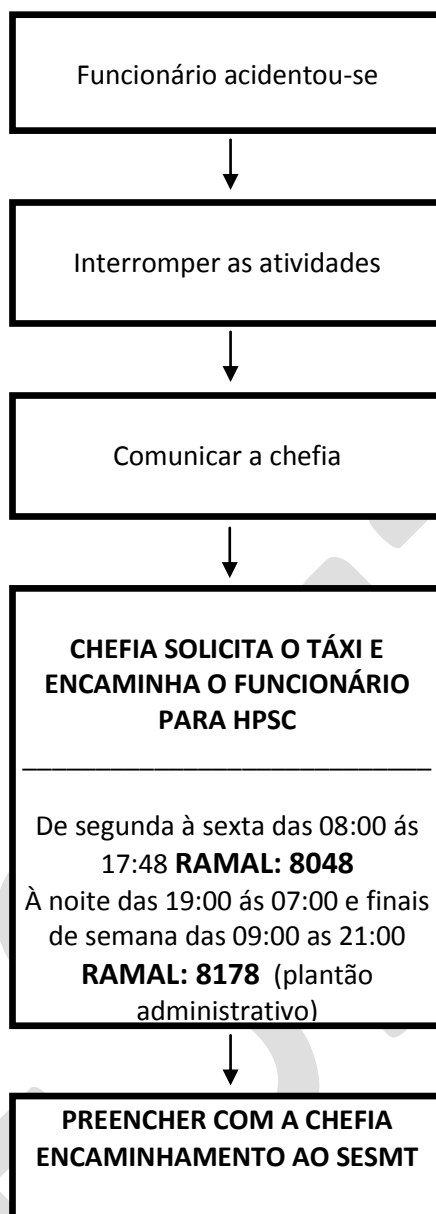 Funcionário acidentou-se
Interromper as atividades
Comunicar a chefia
CHEFIA SOLICITA O TÁXI E
ENCAMINHA O FUNCIONÁRIO
PARA HPSC
____________________________
De segunda à sexta das 08:00 ás
17:48 RAMAL: 8048
À noite das 19:00 ás 07:00 e finais
de semana das 09:00 as 21:00
RAMAL: 8178 (plantão
administrativo)
PREENCHER COM A CHEFIA
ENCAMINHAMENTO AO SESMT